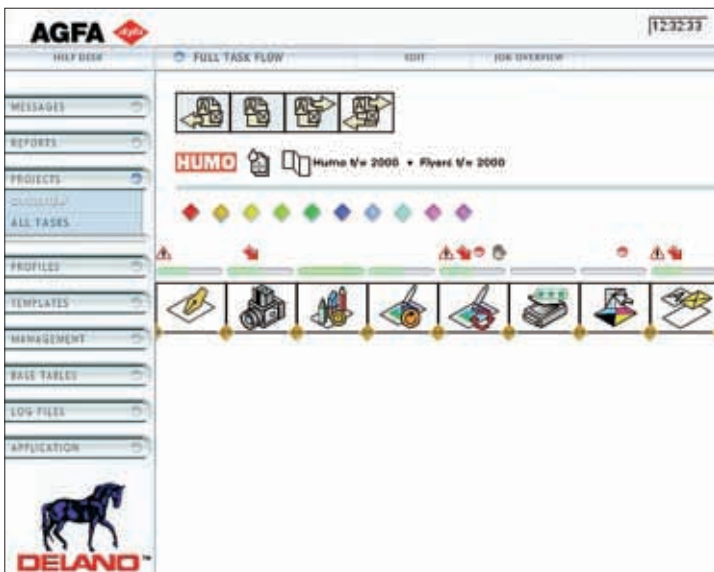 AGFA
12:32:33
HELP DESK
FULL TASK FLOW
EDIT
JOB OVERVIEW
MESSAGES
REPORTS
HUMO
Humo t/w 2000 • Flyers t/w 2000
PROJECTS
ALL TASKS
PROFILES
TEMPLATES
MANAGEMENT
BASE TABLES
LOG FILES
APPLICATION
DELANO™